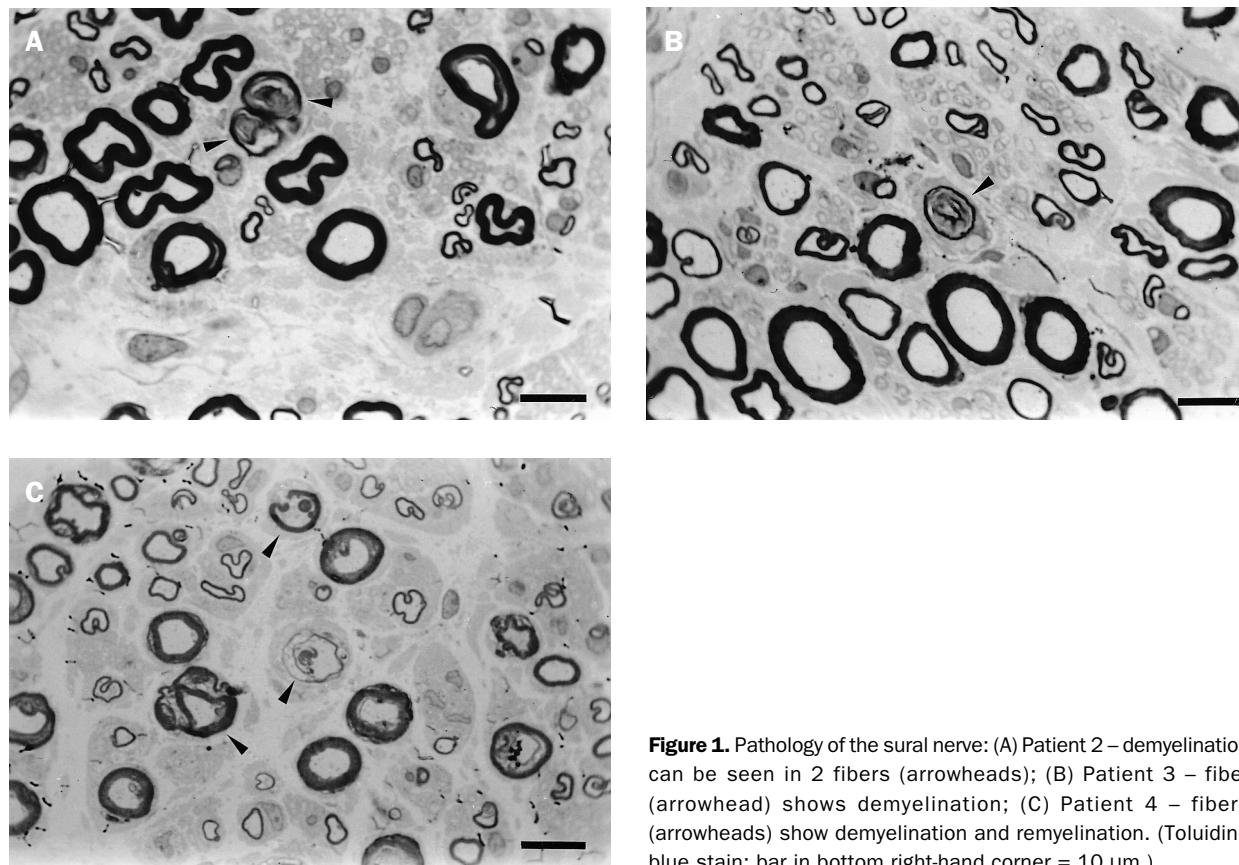 A
B
C
Figure 1. Pathology of the sural nerve: (A) Patient 2 – demyelinatio
can be seen in 2 fibers (arrowheads); (B) Patient 3 – fibe
(arrowhead) shows demyelination; (C) Patient 4 – fiber
(arrowheads) show demyelination and remyelination. (Toluidin
blue stain; bar in bottom right-hand corner = 10 µm.)